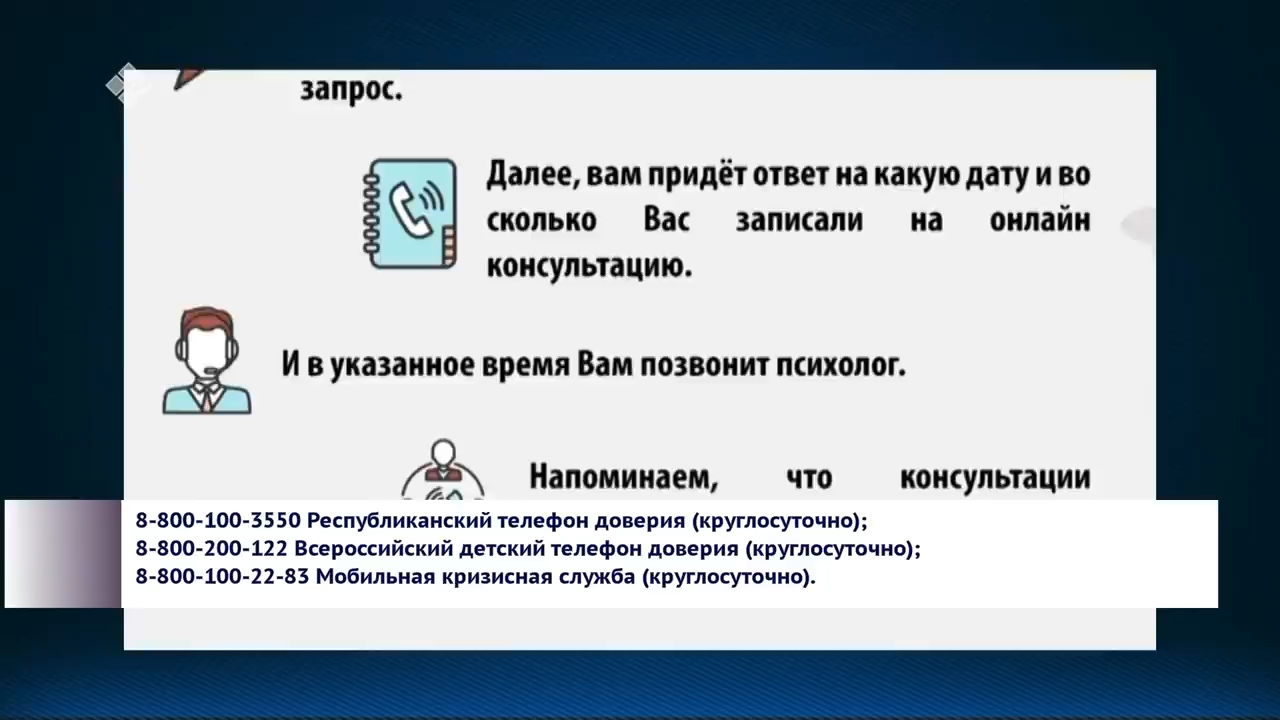 запрос.
Далее, вам придёт ответ на какую дату и во
сколько Вас записали на онлайн
консультацию.
И в указанное время Вам позвонит психолог.
Напоминаем, что консультации
8-800-100-3550 Республиканский телефон доверия (круглосуточно);
8-800-200-122 Всероссийский детский телефон доверия (круглосуточно);
8-800-100-22-83 Мобильная кризисная служба (круглосуточно).